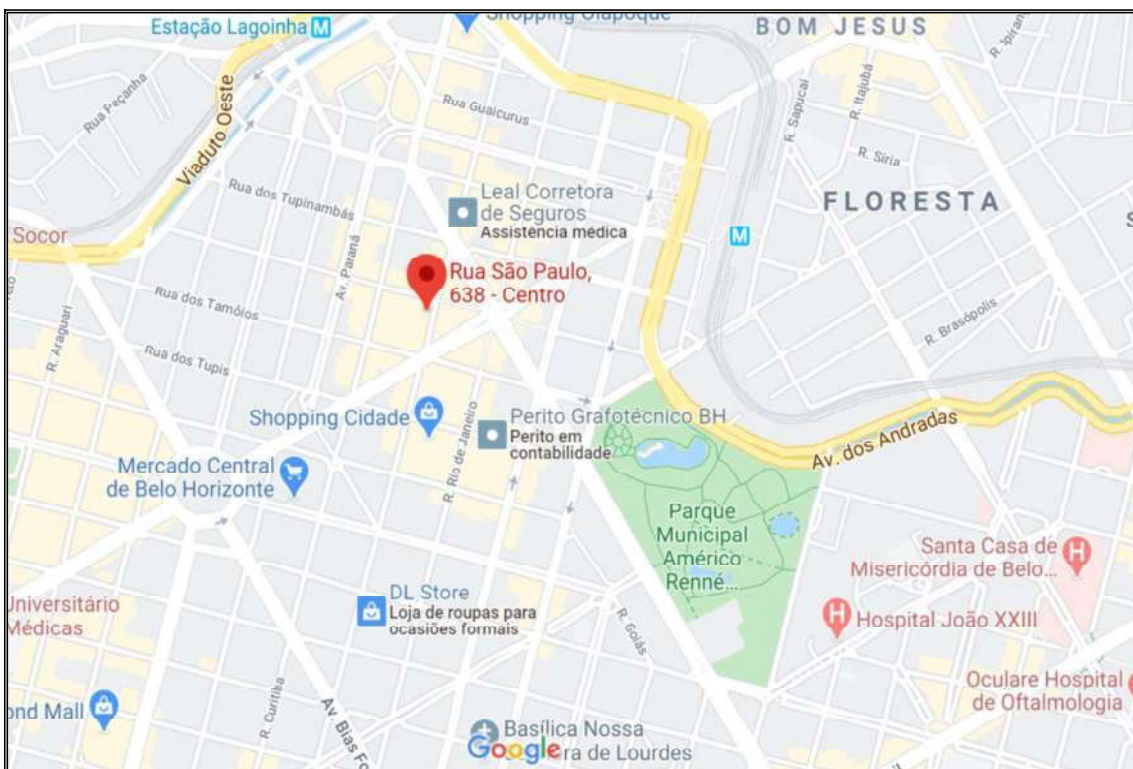 Estação Lagoinha M
Shopping Oiapoque
BOM JESUS
Rua Peçanha
Viaduto Oeste
Rua Guaicurus
R. Sapucaí
R. Itajubá
R. Síria
Rua dos Tupinambás
Leal Corretora
de Seguros
Assistência médica
FLORESTA
Socor
Av. Paraná
M
Rua São Paulo,
638 - Centro
Rua dos Tamôios
R. Araguari
Rua dos Tupis
R. Brasópolis
Shopping Cidade
R. Rio de Janeiro
Perito Grafotécnico BH
Perito em
contabilidade
Av. dos Andradas
Mercado Central
de Belo Horizonte
Parque
Municipal
Américo
Renné...
Santa Casa de
Misericórdia de Belo...
H
DL Store
Loja de roupas para
ocasiões formais
Universitário
Médicas
R. Goiás
H
Hospital João XXIII
Oculare Hospital
de Oftalmologia
ond Mall
R. Curitiba
Av. Bias Fo
Basílica Nossa
ra de Lourdes
Google